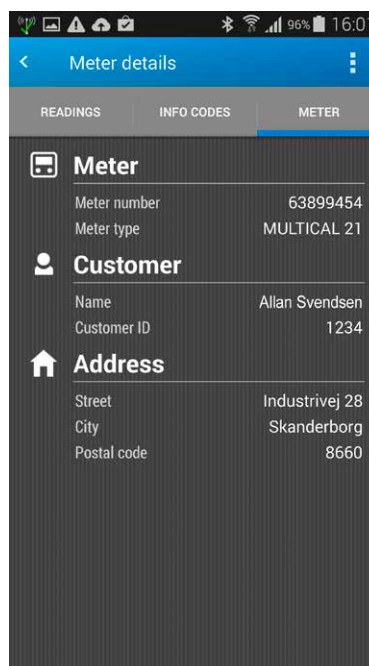 96% 16:01
Meter details
READINGS INFO CODES METER
Meter
Meter number 63899454
Meter type MULTICAL 21
Customer
Name Allan Svendsen
Customer ID 1234
Address
Street Industrivej 28
City Skanderborg
Postal code 8660